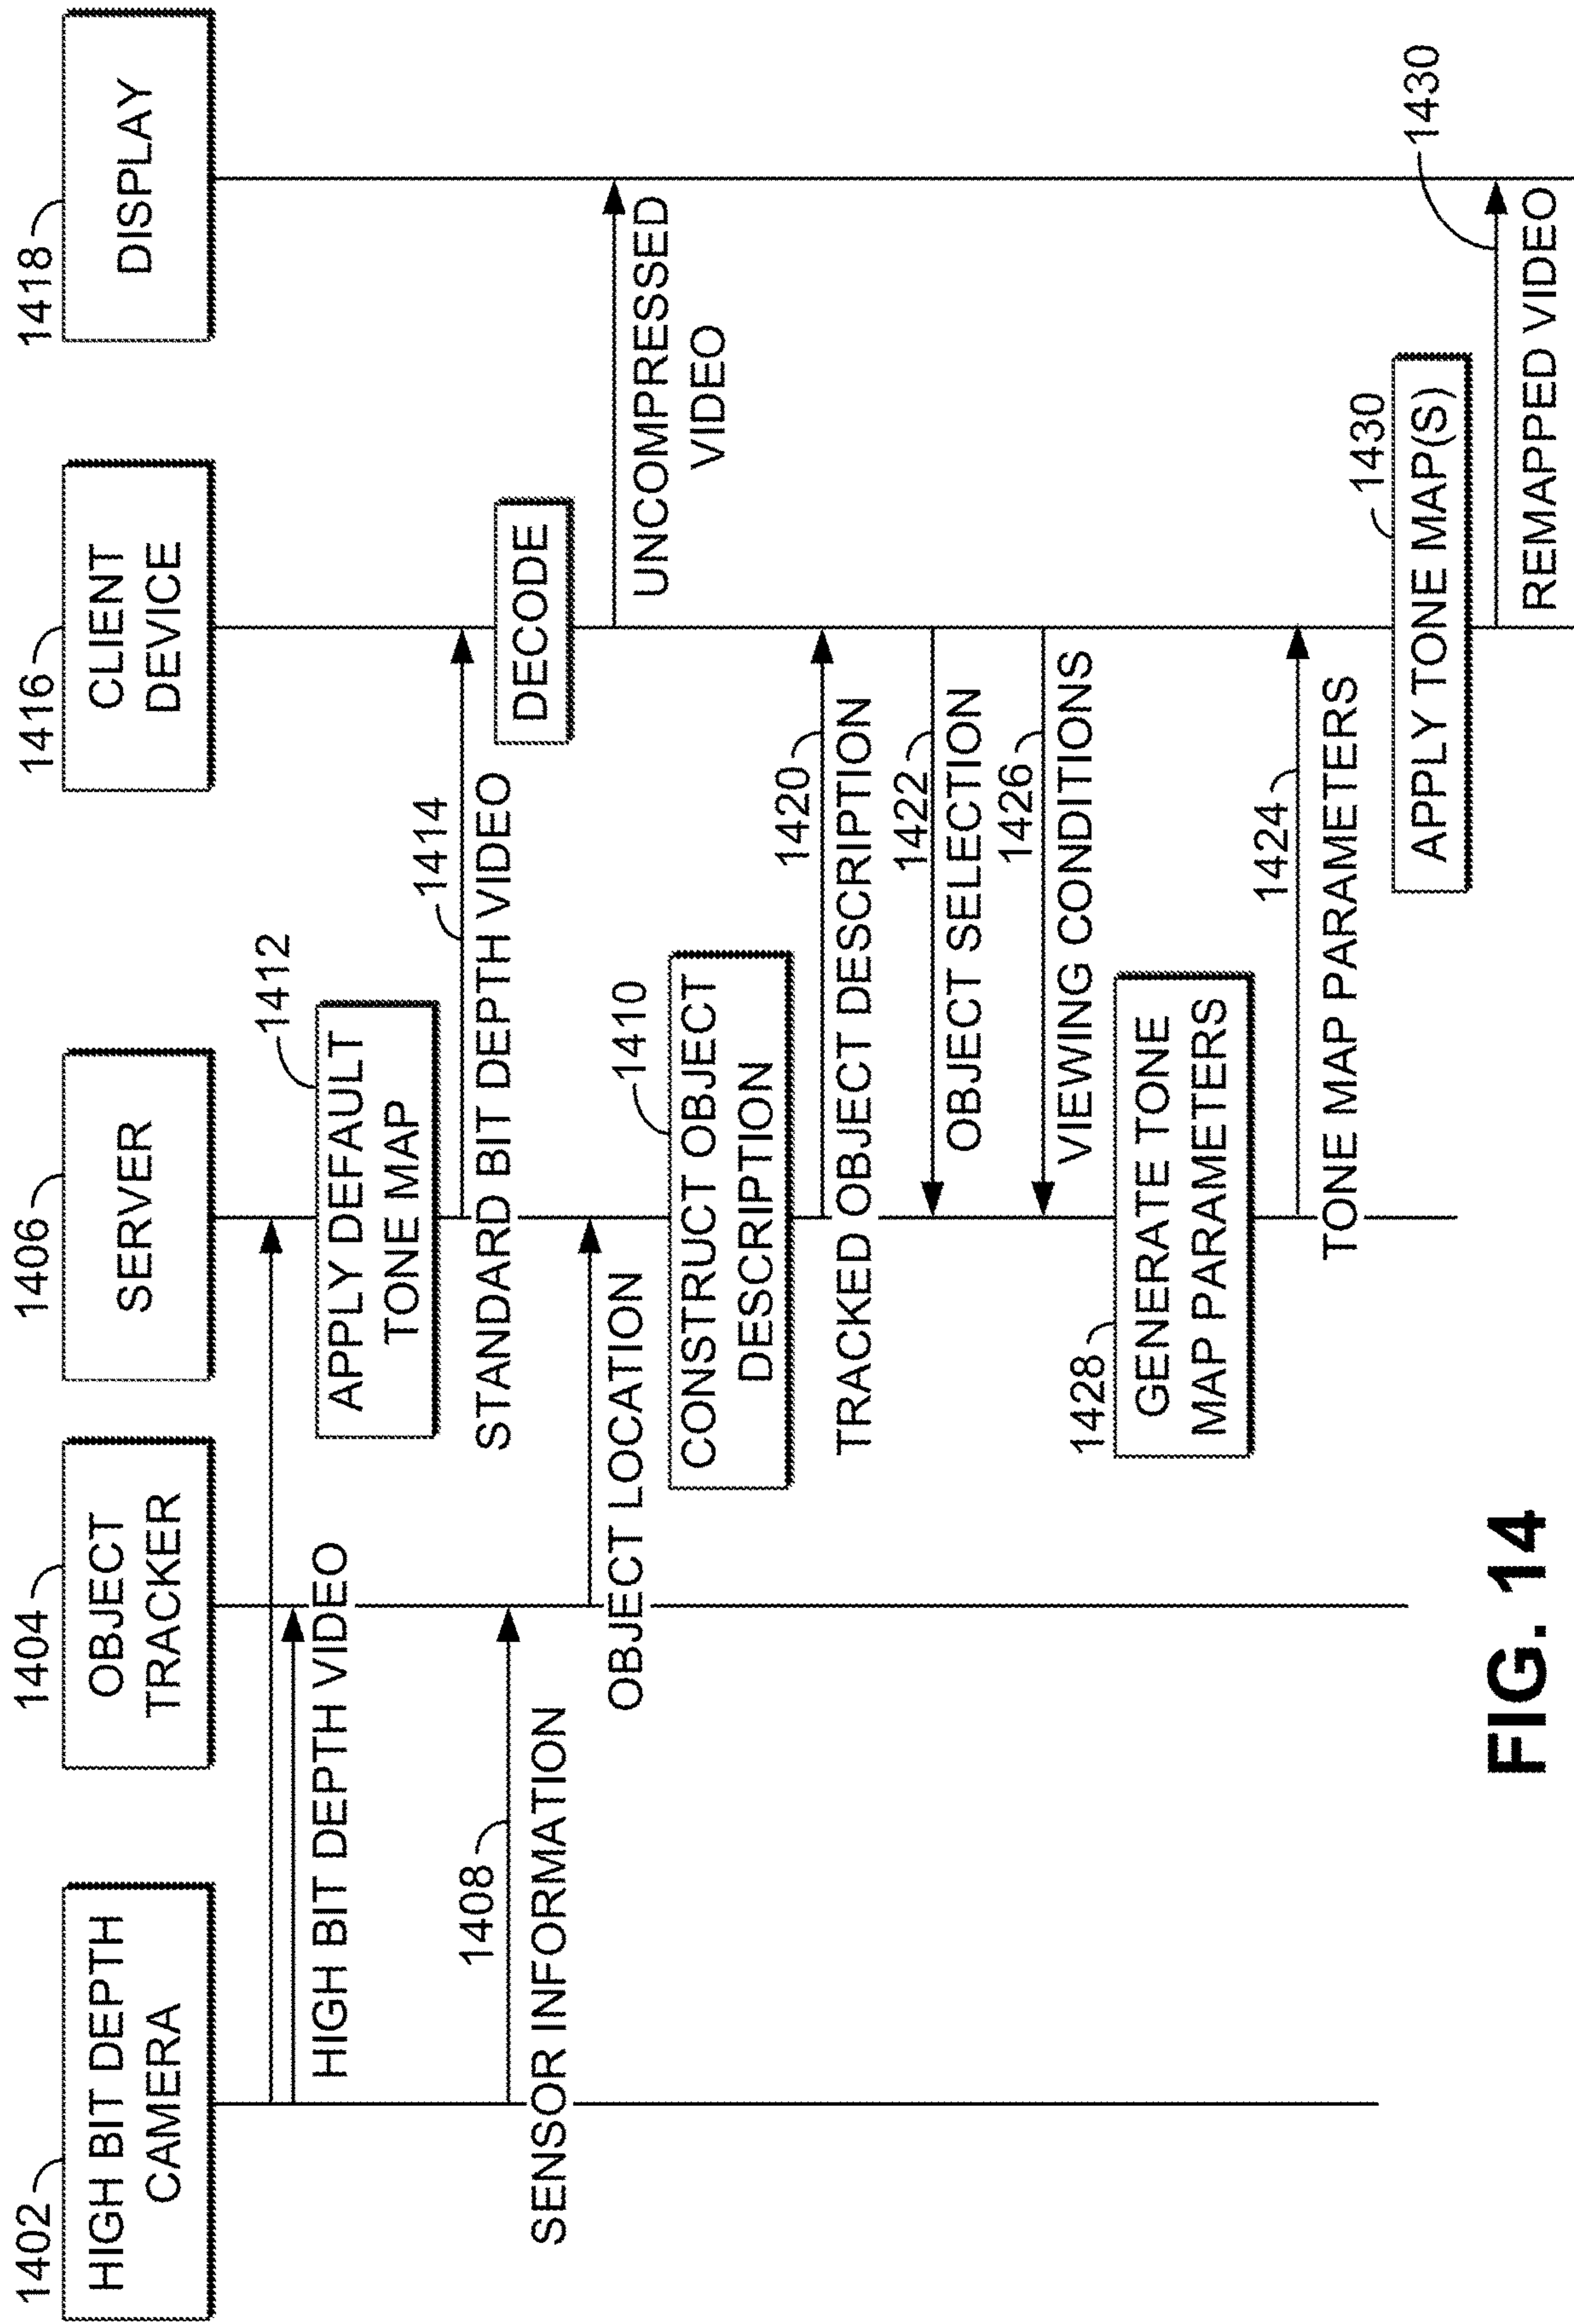 1402
HIGH BIT DEPTH
CAMERA
1404
OBJECT
TRACKER
1406
SERVER
1416
CLIENT
DEVICE
1418
DISPLAY
HIGH BIT DEPTH VIDEO
1412
APPLY DEFAULT
TONE MAP
1414
STANDARD BIT DEPTH VIDEO
1408
SENSOR INFORMATION
DECODE
OBJECT LOCATION
UNCOMPRESSED
VIDEO
1410
CONSTRUCT OBJECT
DESCRIPTION
1420
TRACKED OBJECT DESCRIPTION
1422
OBJECT SELECTION
1426
VIEWING CONDITIONS
1428
GENERATE TONE
MAP PARAMETERS
1424
TONE MAP PARAMETERS
1430
APPLY TONE MAP(S)
1430
REMAPPED VIDEO
FIG. 14